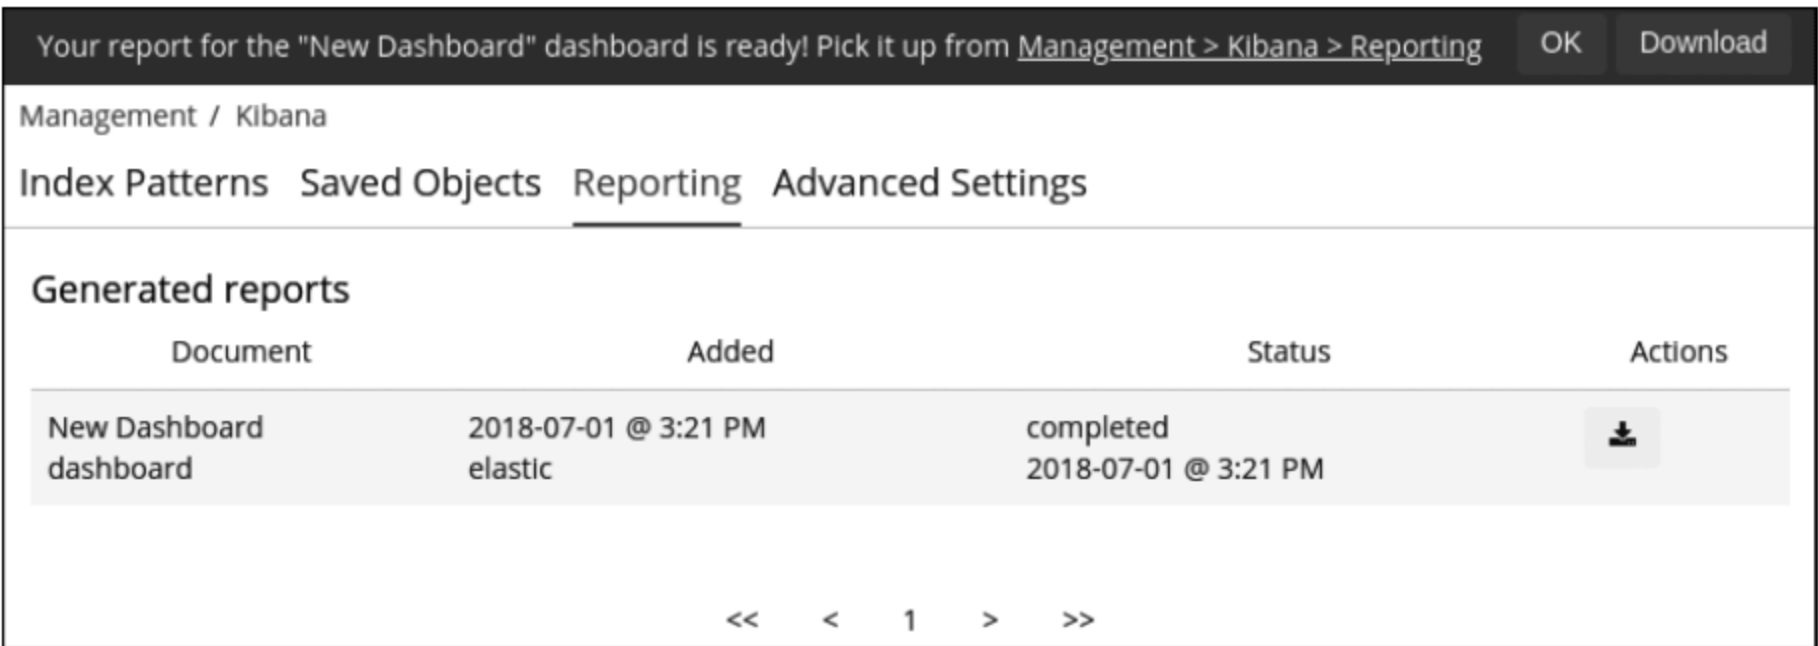 Your report for the "New Dashboard" dashboard is ready! Pick it up from Management > Kibana > Reporting OK Download
Management / Kibana
Index Patterns Saved Objects Reporting Advanced Settings
Generated reports
Document Added Status Actions
New Dashboard 2018-07-01 @ 3:21 PM completed
dashboard elastic 2018-07-01 @ 3:21 PM
<< < 1 > >>